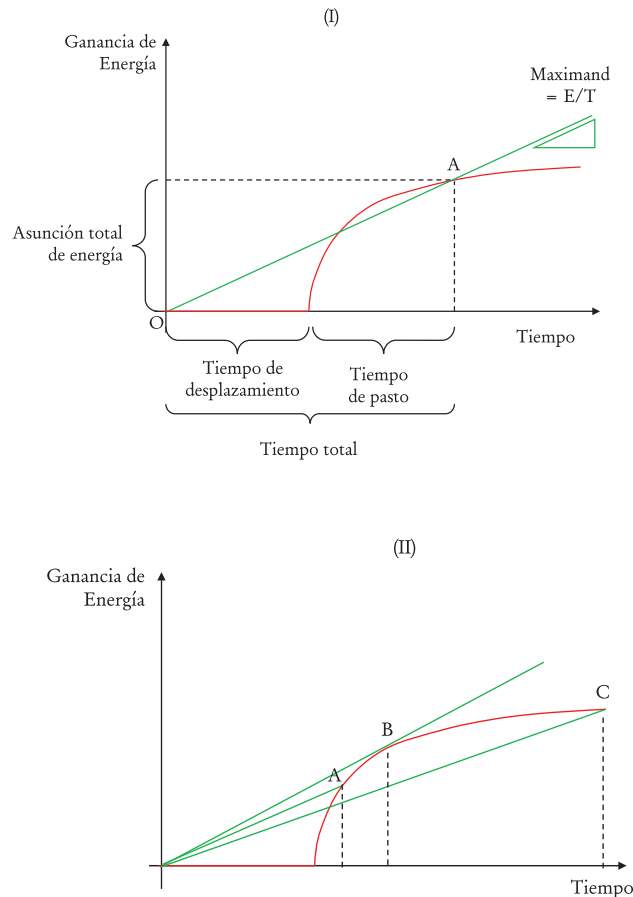 (I)
Ganancia de
Energía
Maximand
= E/T
A
Asunción total
de energía
O
Tiempo
Tiempo de
desplazamiento
Tiempo
de pasto
Tiempo total
(II)
Ganancia de
Energía
C
B
A
Tiempo